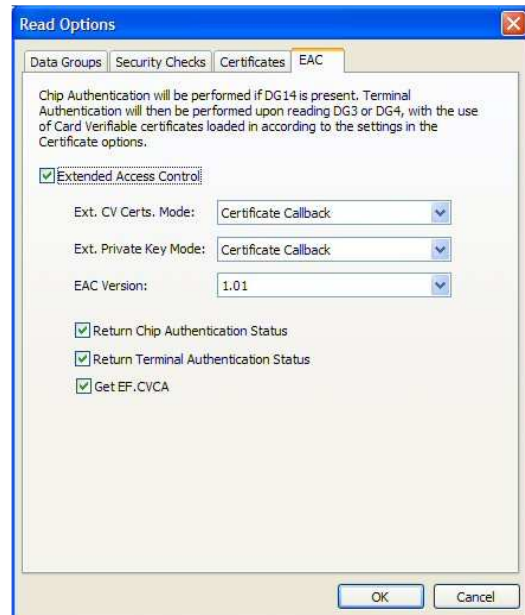 Read Options
Data Groups Security Checks Certificates EAC
Chip Authentication will be performed if DG14 is present. Terminal
Authentication will then be performed upon reading DG3 or DG4, with the use
of Card Verifiable certificates loaded in according to the settings in the
Certificate options.
Extended Access Control
Ext. CV Certs. Mode: Certificate Callback
Ext. Private Key Mode: Certificate Callback
EAC Version: 1.01
Return Chip Authentication Status
Return Terminal Authentication Status
Get EF.CVCA
OK Cancel